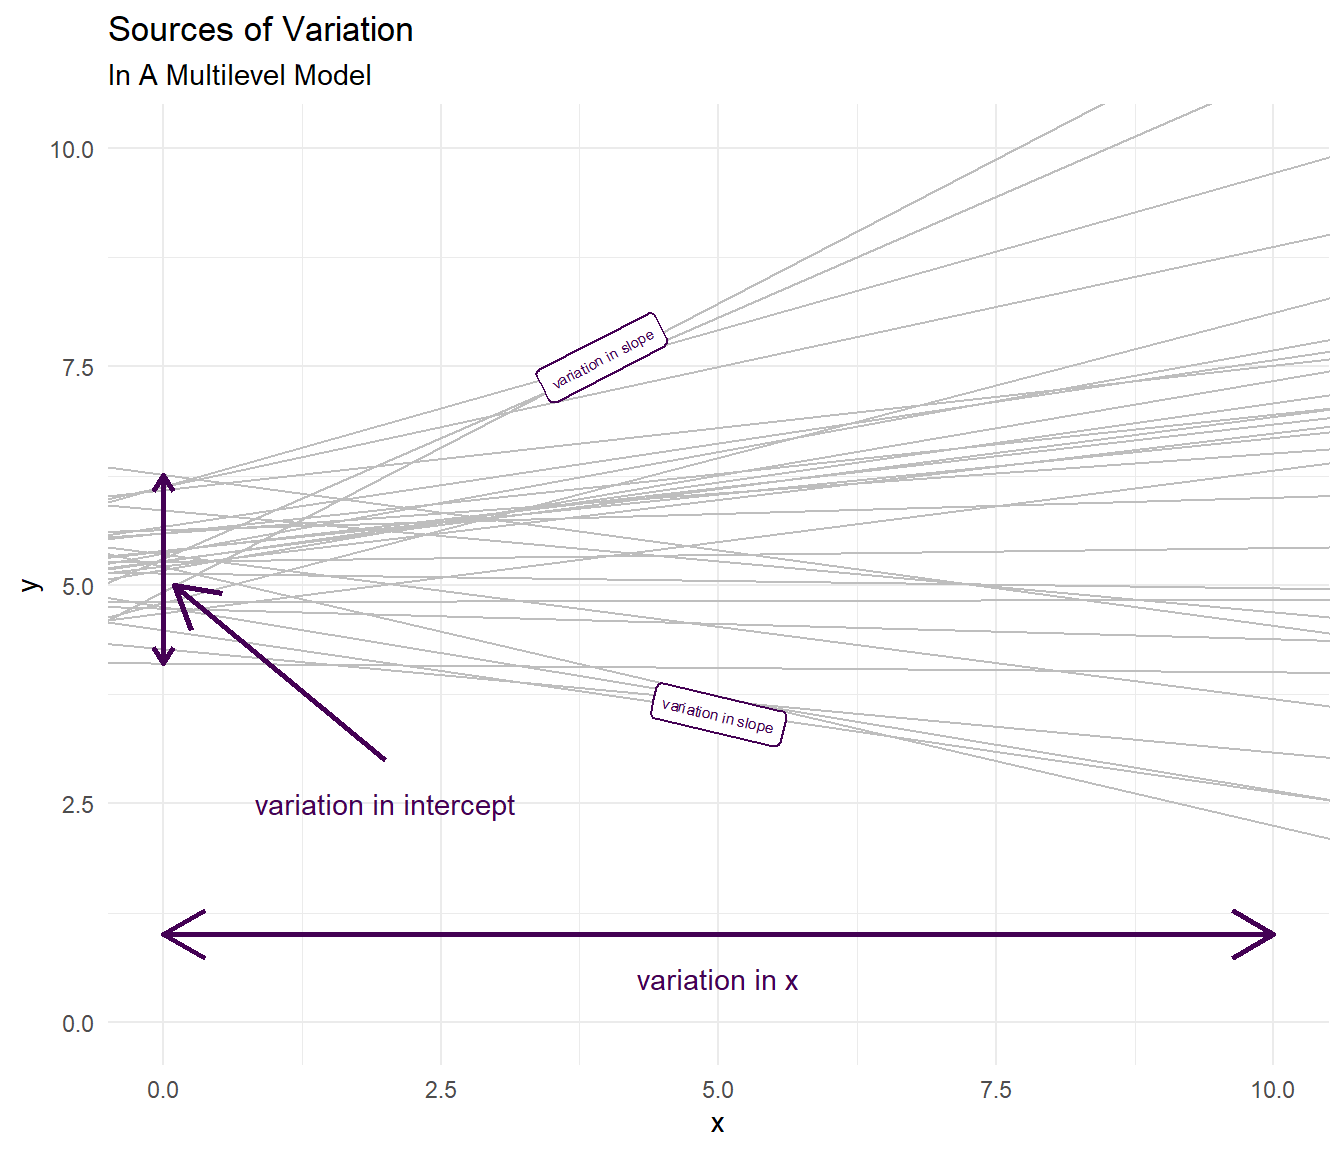 Sources of Variation
In A Multilevel Model
10.0
7.5
5.0
2.5
0.0
y
variation in slope
variation in slope
variation in intercept
variation in x
0.0
2.5
5.0
7.5
10.0
x